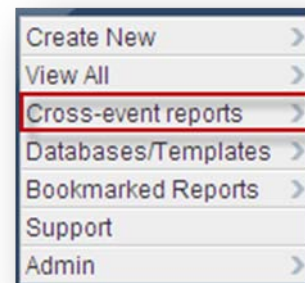 Create New
View All
Cross-event reports
Databases/Templates
Bookmarked Reports
Support
Admin